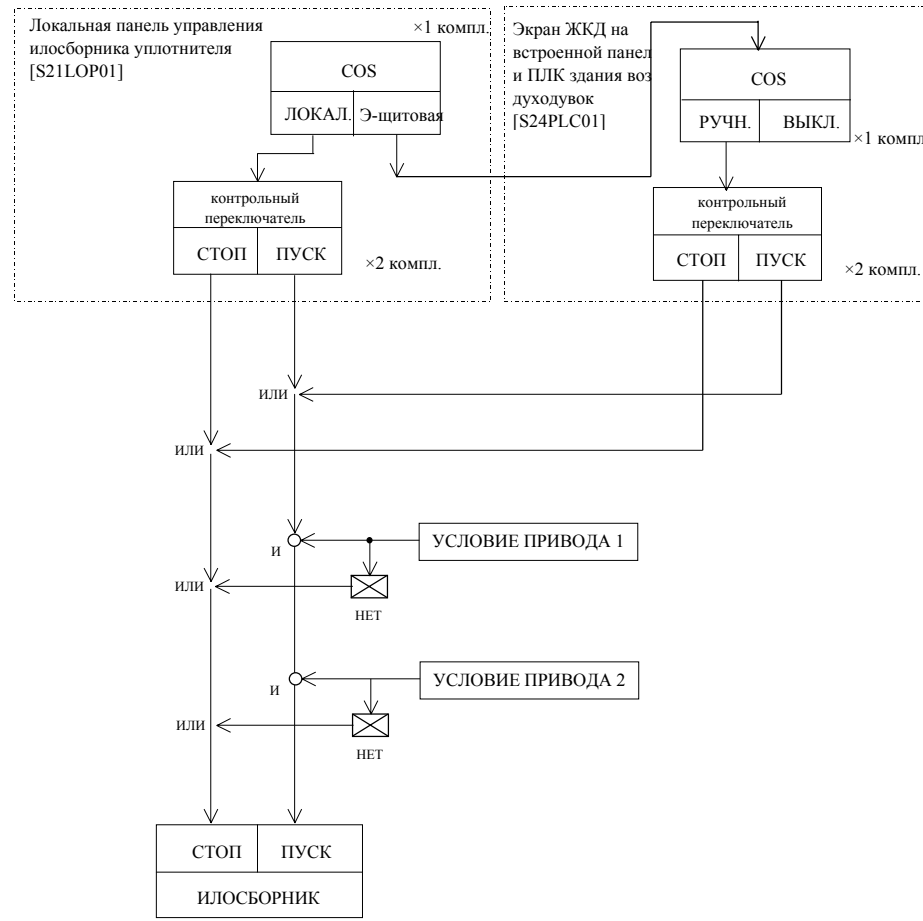 Локальная панель управления
илосборника уплотнителя
[S21LOP01]
×1 компл.
COS
ЛОКАЛ.
Э-щитовая
контрольный
переключатель
СТОП
ПУСК
×2 компл.
Экран ЖКД на
встроенной панел
и ПЛК здания воз
духодувок
[S24PLC01]
COS
РУЧН.
ВЫКЛ.
×1 компл.
контрольный
переключатель
СТОП
ПУСК
×2 компл.
ИЛИ
ИЛИ
И
УСЛОВИЕ ПРИВОДА 1
ИЛИ
НЕТ
И
УСЛОВИЕ ПРИВОДА 2
ИЛИ
НЕТ
СТОП
ПУСК
ИЛОСБОРНИК